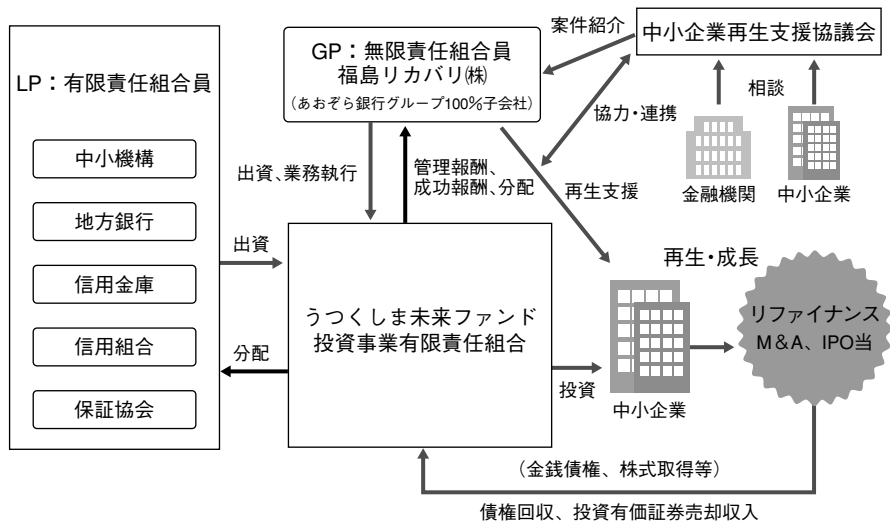 LP：有限責任組合員
中小機構
地方銀行
信用金庫
信用組合
保証協会
出資
分配
GP：無限責任組合員
福島リカバリ㈱
（あおぞら銀行グループ100％子会社）
出資、業務執行
管理報酬、
成功報酬、分配
うつくしま未来ファンド
投資事業有限責任組合
案件紹介
中小企業再生支援協議会
協力・連携
相談
金融機関
中小企業
再生支援
投資
中小企業
再生・成長
リファイナンス
M＆A、IPO当
（金銭債権、株式取得等）
債権回収、投資有価証券売却収入